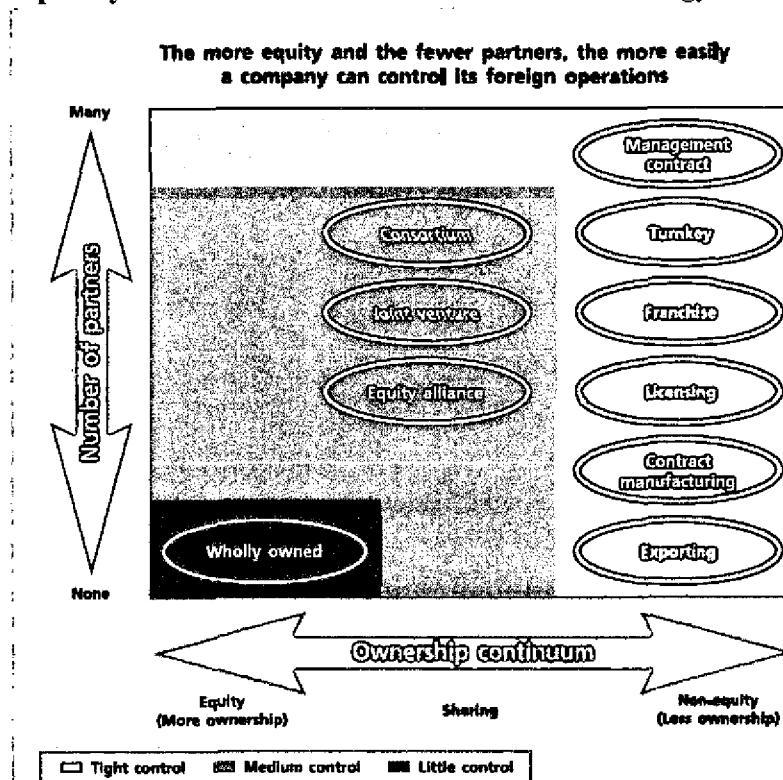 The more equity and the fewer partners, the more easily
a company can control its foreign operations
Many
Management
contract
Consortium
Turnkey
Joint venture
Franchise
Number of partners
Equity alliance
Licensing
Contract
manufacturing
Wholly owned
Exporting
None
Ownership continuum
Equity
(More ownership)
Sharing
Non-equity
(Less ownership)
Tight control
Medium control
Little control